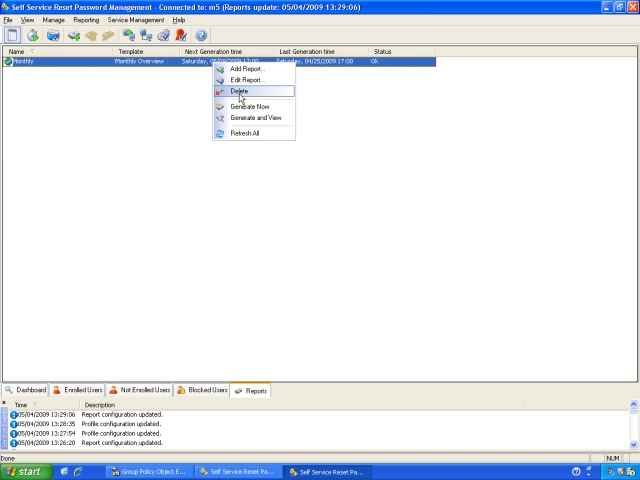 Self Service Reset Password Management - Connected to: m5 (Reports update: 05/04/2009 13:29:06)
File View Manage Reporting Service Management Help
Name Template Next Generation time Last Generation time Status
Monthly Monthly Overview Saturday, 05/09/2009 17:00 Saturday, 04/25/2009 17:00 Ok
Add Report...
Edit Report...
Delete
Generate Now
Generate and View
Refresh All
Dashboard Enrolled Users Not Enrolled Users Blocked Users Reports
Time Description
05/04/2009 13:29:06 Report configuration updated.
05/04/2009 13:28:35 Profile configuration updated.
05/04/2009 13:27:54 Profile configuration updated.
05/04/2009 13:26:20 Report configuration updated.
Done NUM
start Group Policy Object E... Self Service Reset Pa... Self Service Reset Pa...